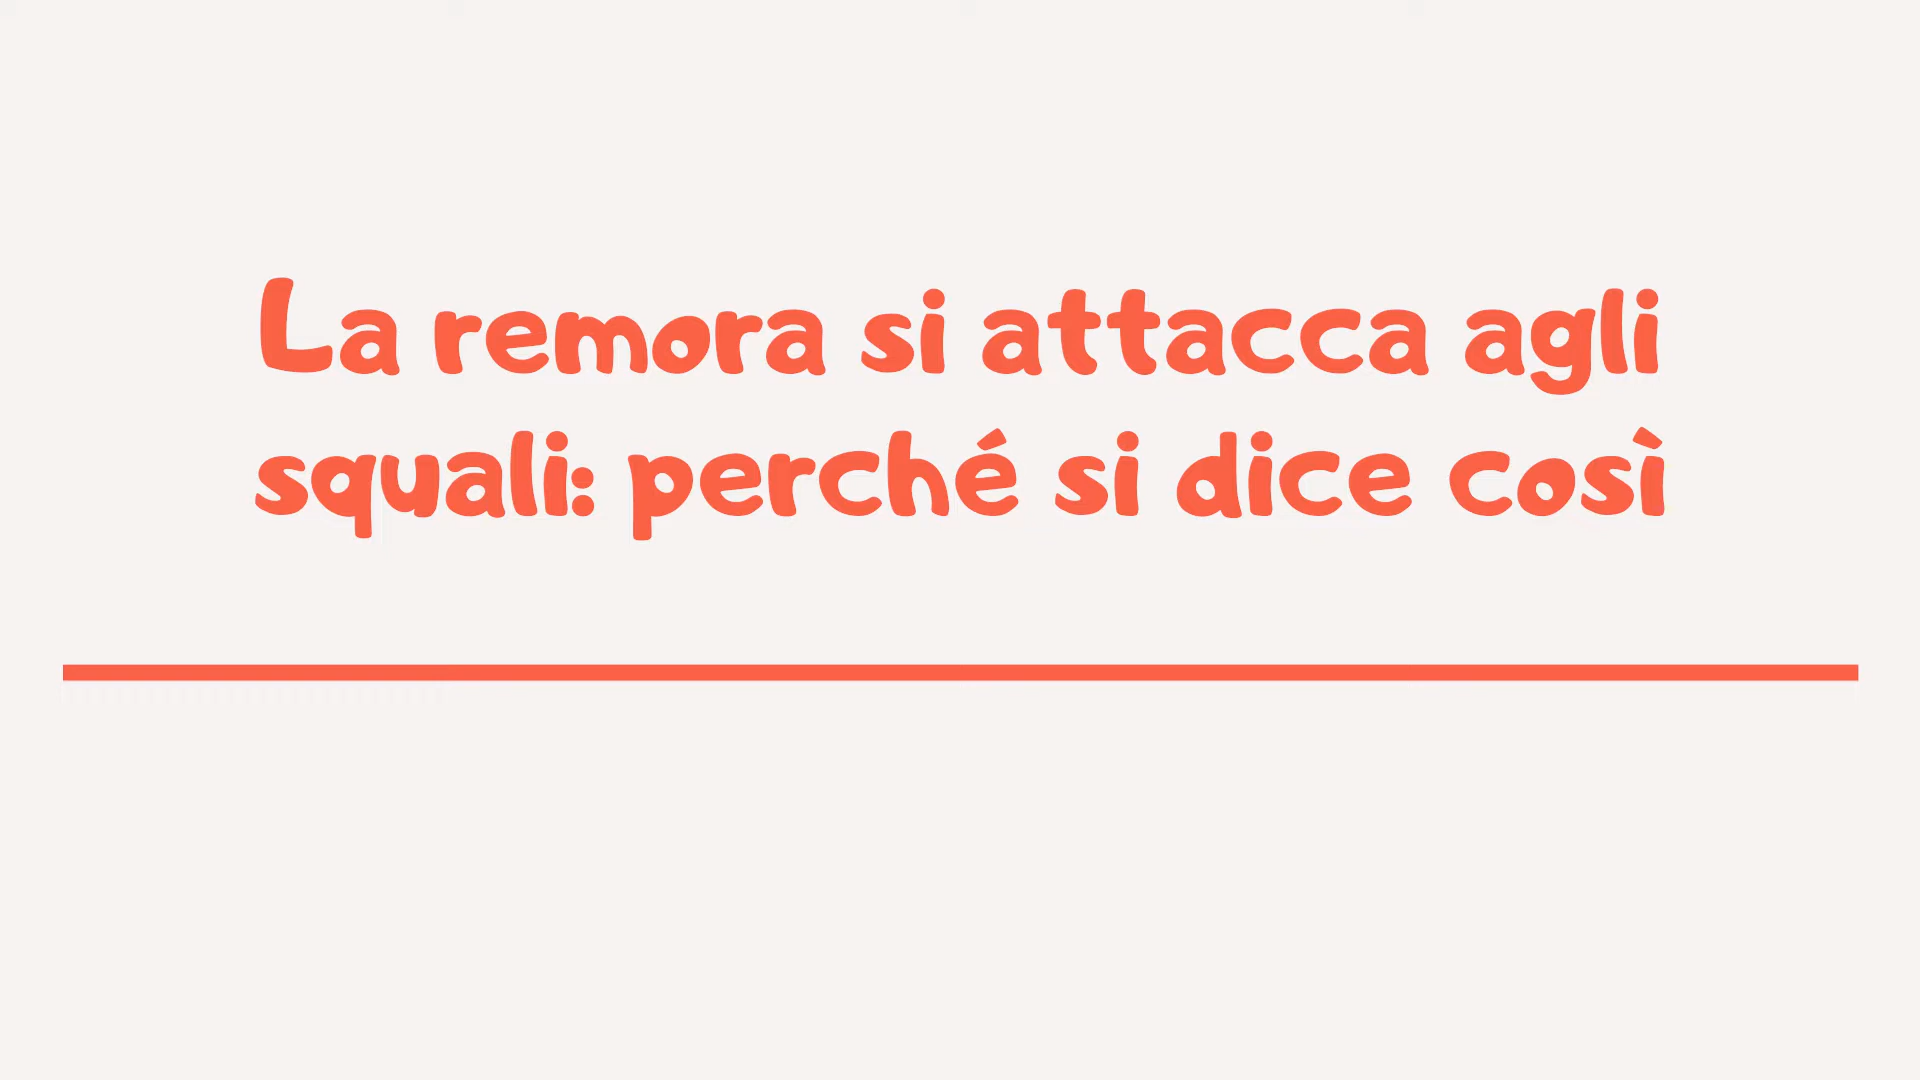 La remora si attacca agli
squali: perché si dice così